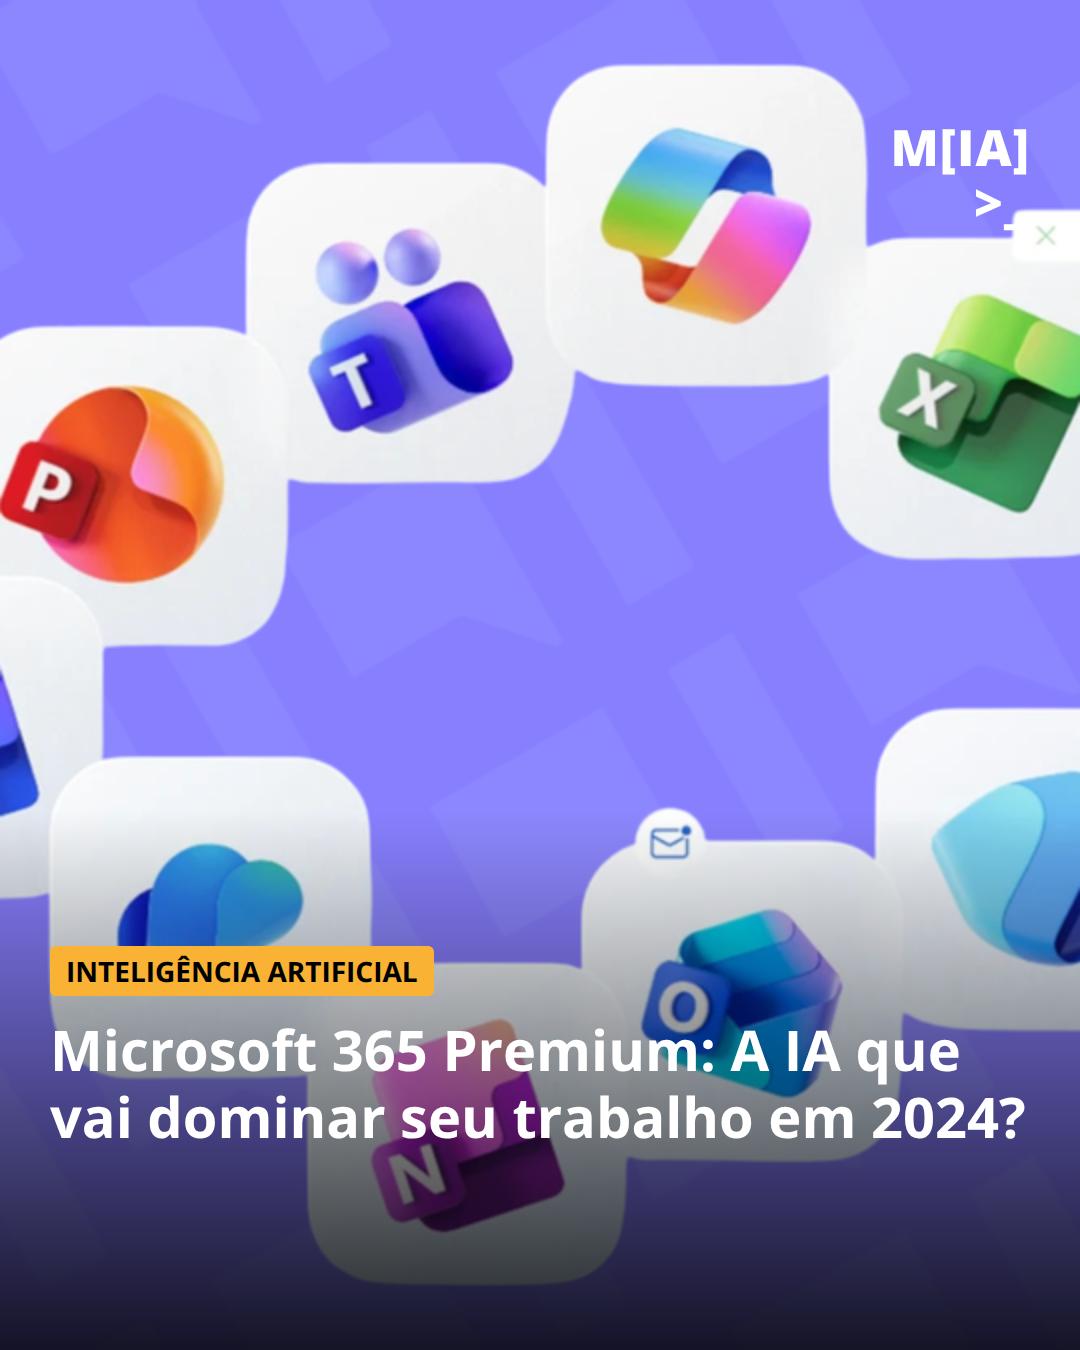 M[IA]
>_
T
X
P
O
INTELIGÊNCIA ARTIFICIAL
Microsoft 365 Premium: A IA que
vai dominar seu trabalho em 2024?
N